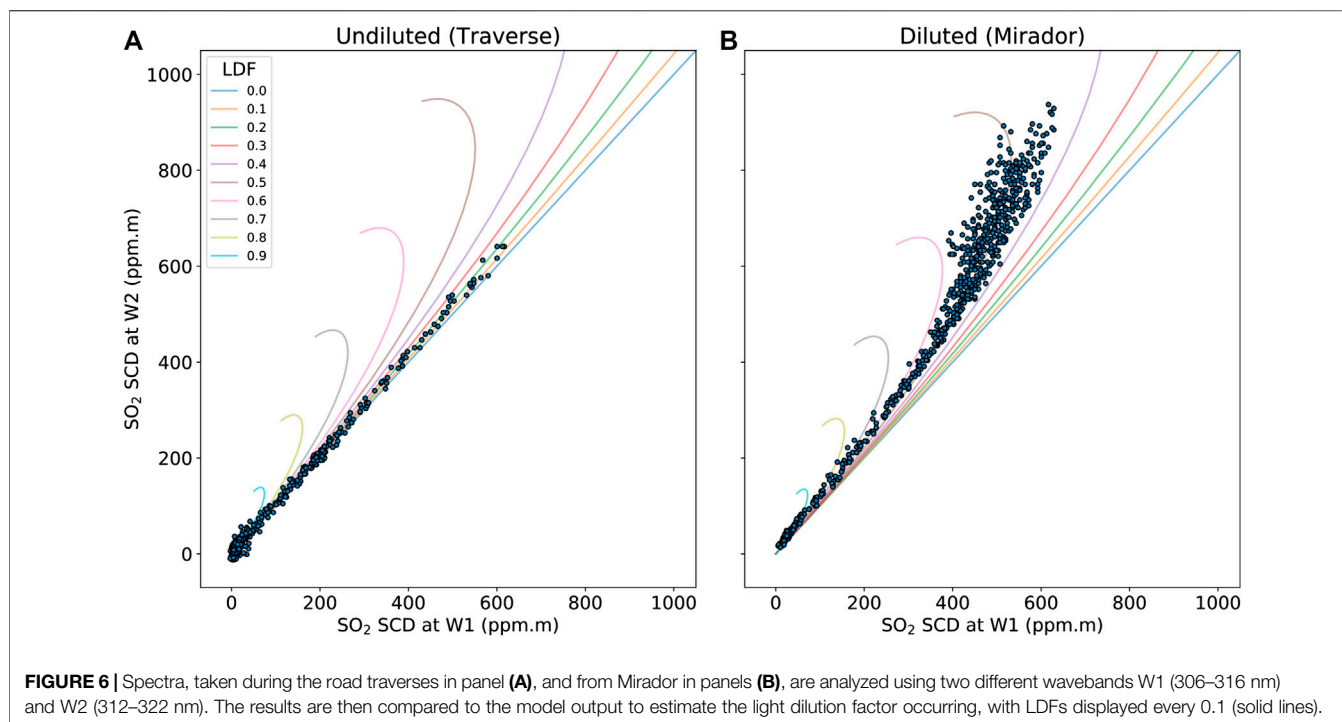 A
Undiluted (Traverse)
LDF
0.0
0.1
0.2
0.3
0.4
0.5
0.6
0.7
0.8
0.9
1000
800
600
400
200
0
SO₂ SCD at W2 (ppm.m)
0 200 400 600 800 1000
SO₂ SCD at W1 (ppm.m)
B
Diluted (Mirador)
0 200 400 600 800 1000
SO₂ SCD at W1 (ppm.m)
FIGURE 6 | Spectra, taken during the road traverses in panel (A), and from Mirador in panels (B), are analyzed using two different wavebands W1 (306–316 nm)
and W2 (312–322 nm). The results are then compared to the model output to estimate the light dilution factor occurring, with LDFs displayed every 0.1 (solid lines).